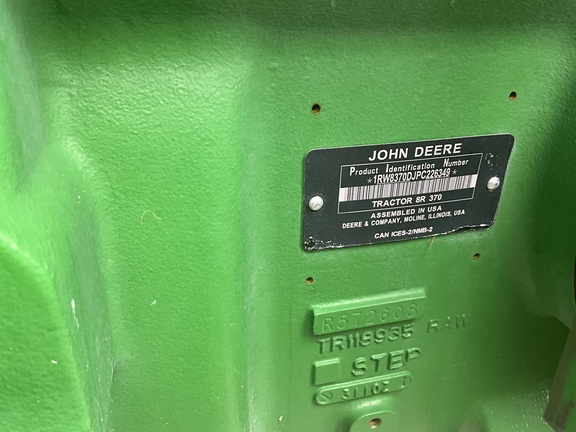 JOHN DEERE
Product Identification Number
*1RW8370DJPC226349*
TRACTOR 8R 370
ASSEMBLED IN USA
DEERE & COMPANY, MOLINE, ILLINOIS, USA
CAN ICES-2/NMB-2
R572608
TR118935 RAW
STEP